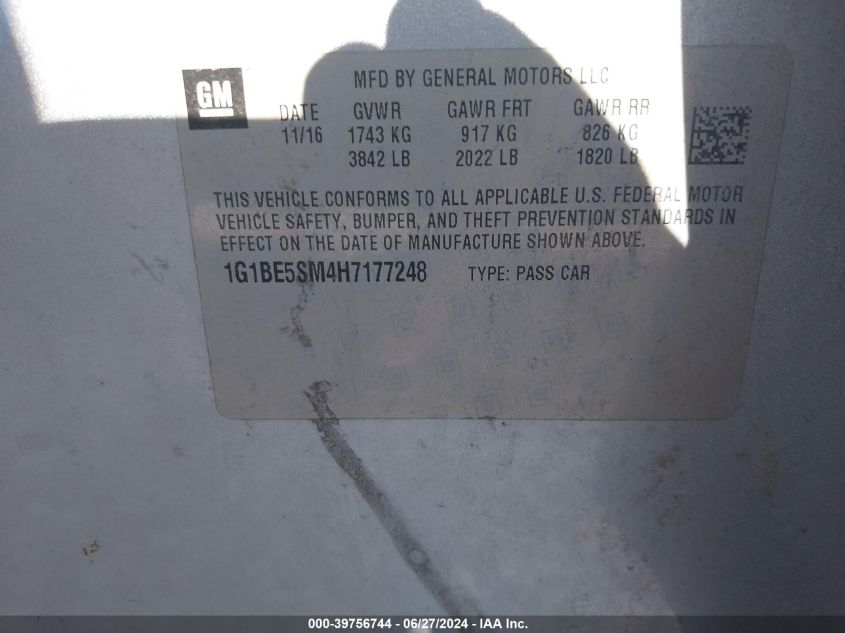 GM
MFD BY GENERAL MOTORS LLC
DATE GVWR GAWR FRT GAWR RR
11/16 1743 KG 917 KG 826 KG
3842 LB 2022 LB 1820 LB
THIS VEHICLE CONFORMS TO ALL APPLICABLE U.S. FEDERAL MOTOR
VEHICLE SAFETY, BUMPER, AND THEFT PREVENTION STANDARDS IN
EFFECT ON THE DATE OF MANUFACTURE SHOWN ABOVE.
1G1BE5SM4H7177248 TYPE: PASS CAR
000-39756744 - 06/27/2024 - IAA Inc.